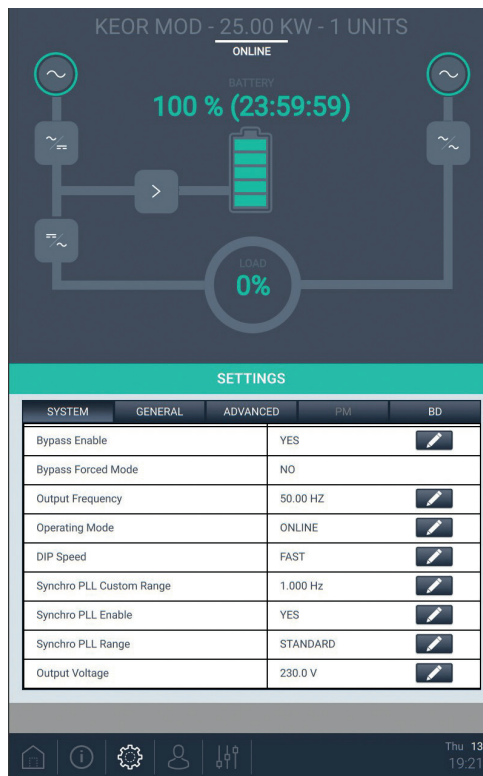 KEOR MOD - 25.00 KW - 1 UNITS
ONLINE
BATTERY
100 % (23:59:59)
LOAD
0%
SETTINGS
SYSTEM GENERAL ADVANCED PM BD
Bypass Enable YES
Bypass Forced Mode NO
Output Frequency 50.00 HZ
Operating Mode ONLINE
DIP Speed FAST
Synchro PLL Custom Range 1.000 Hz
Synchro PLL Enable YES
Synchro PLL Range STANDARD
Output Voltage 230.0 V
Thu 13
19:21